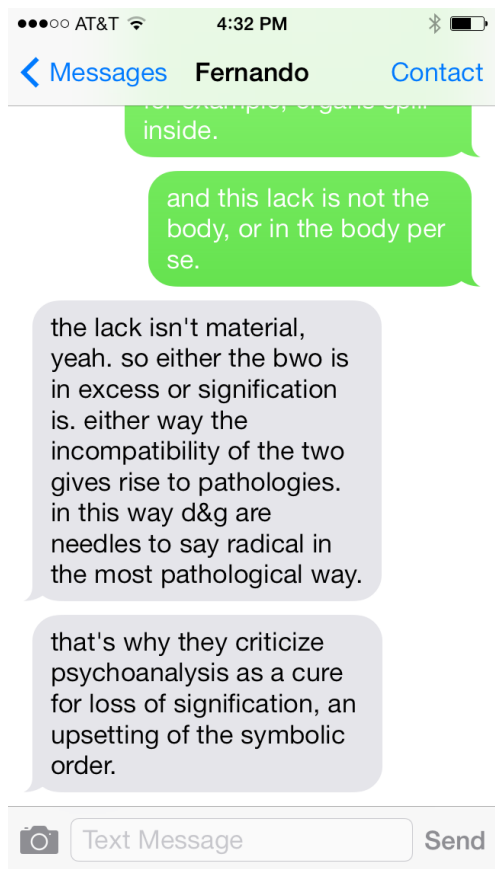 AT&T 4:32 PM
Messages Fernando Contact
for example, organs spill
inside.
and this lack is not the
body, or in the body per
se.
the lack isn't material,
yeah. so either the bwo is
in excess or signification
is. either way the
incompatibility of the two
gives rise to pathologies.
in this way d&g are
needles to say radical in
the most pathological way.
that's why they criticize
psychoanalysis as a cure
for loss of signification, an
upsetting of the symbolic
order.
Text Message Send